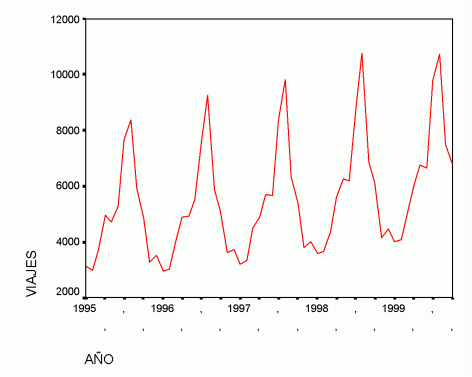 12000
10000
8000
6000
4000
2000
VIAJES
1995 , , 1996 , , 1997 , , 1998 , , 1999 , ,
, , , , , , , , , ,
AÑO